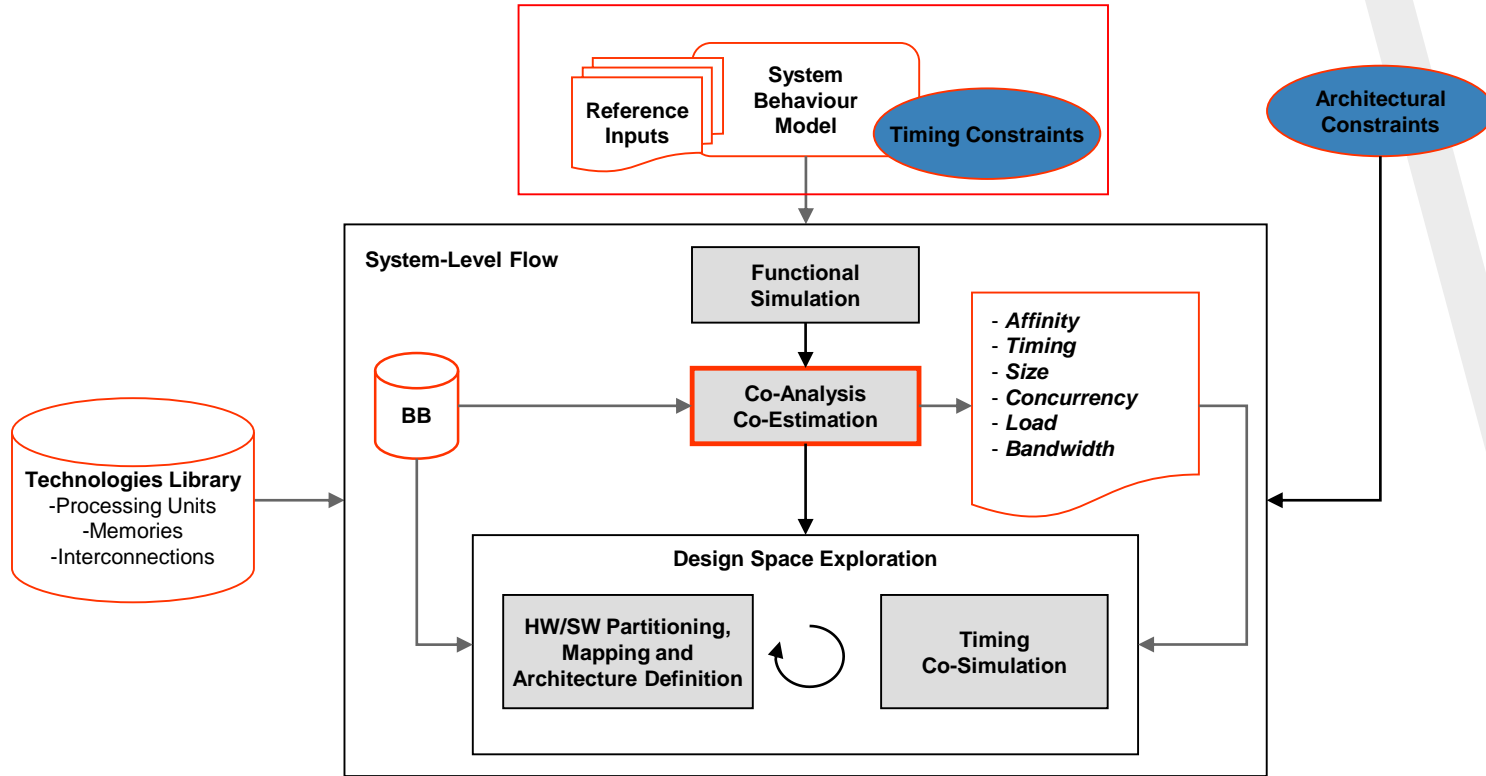 System
Behaviour
Model
Reference
Inputs
Timing Constraints
Architectural
Constraints
System-Level Flow
Functional
Simulation
- Affinity
- Timing
- Size
- Concurrency
- Load
- Bandwidth
BB
Co-Analysis
Co-Estimation
Technologies Library
-Processing Units
-Memories
-Interconnections
Design Space Exploration
HW/SW Partitioning,
Mapping and
Architecture Definition
Timing
Co-Simulation